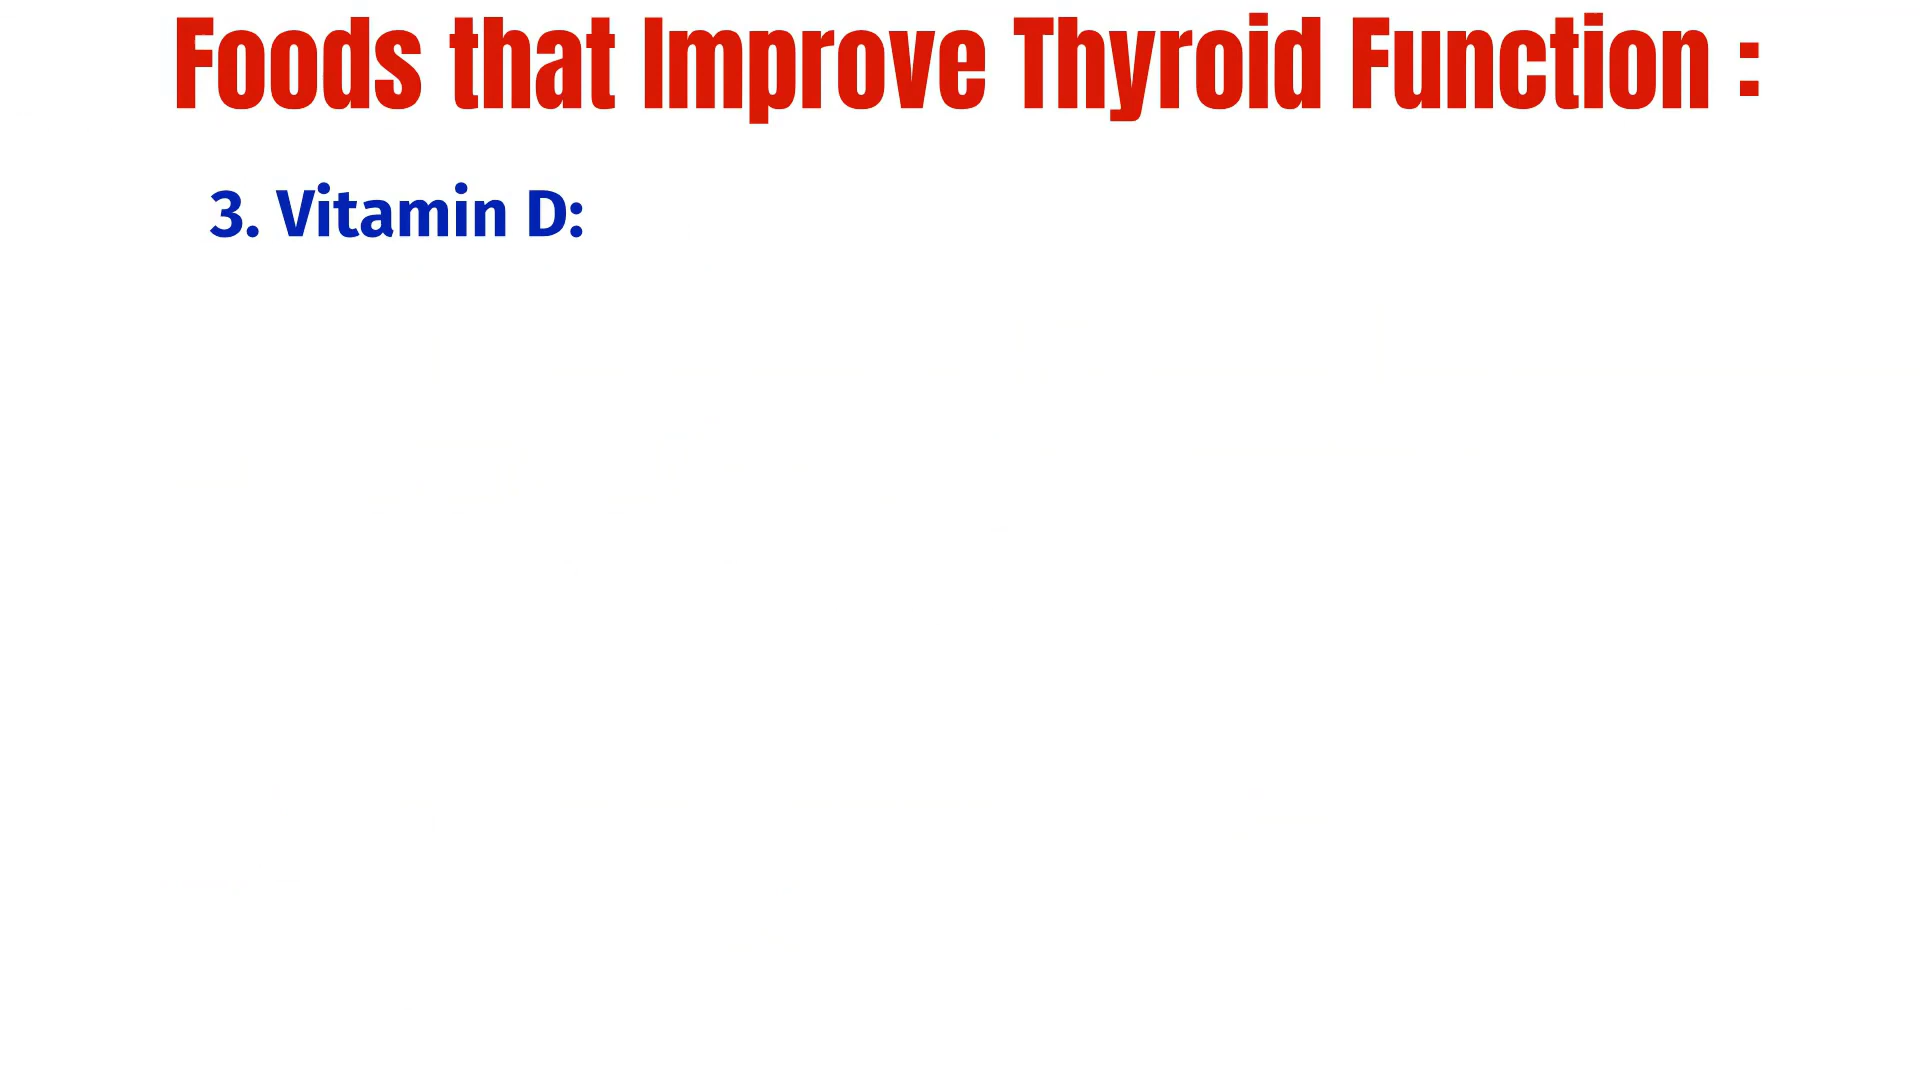 Foods that Improve Thyroid Function :
3. Vitamin D: